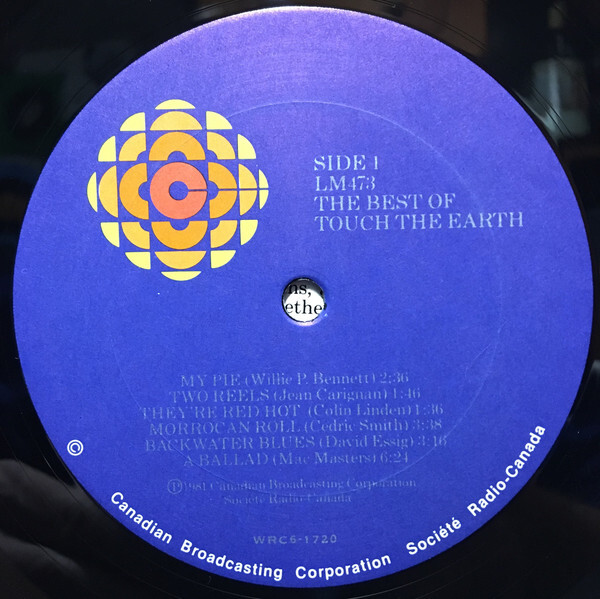 SIDE 1
LM473
THE BEST OF
TOUCH THE EARTH
ns,
ethe
MY PIE (Willie P. Bennett) 2:36
TWO REELS (Jean Carignan) 1:46
THEY'RE RED HOT (Colin Linden) 1:36
MORROCAN ROLL (Cedric Smith) 3:38
BACKWATER BLUES (David Essig) 3:16
A BALLAD (Mac Masters) 6:24
Ⓟ1981 Canadian Broadcasting Corporation
Société Radio-Canada
WRC6-1720
© Canadian Broadcasting Corporation Société Radio-Canada